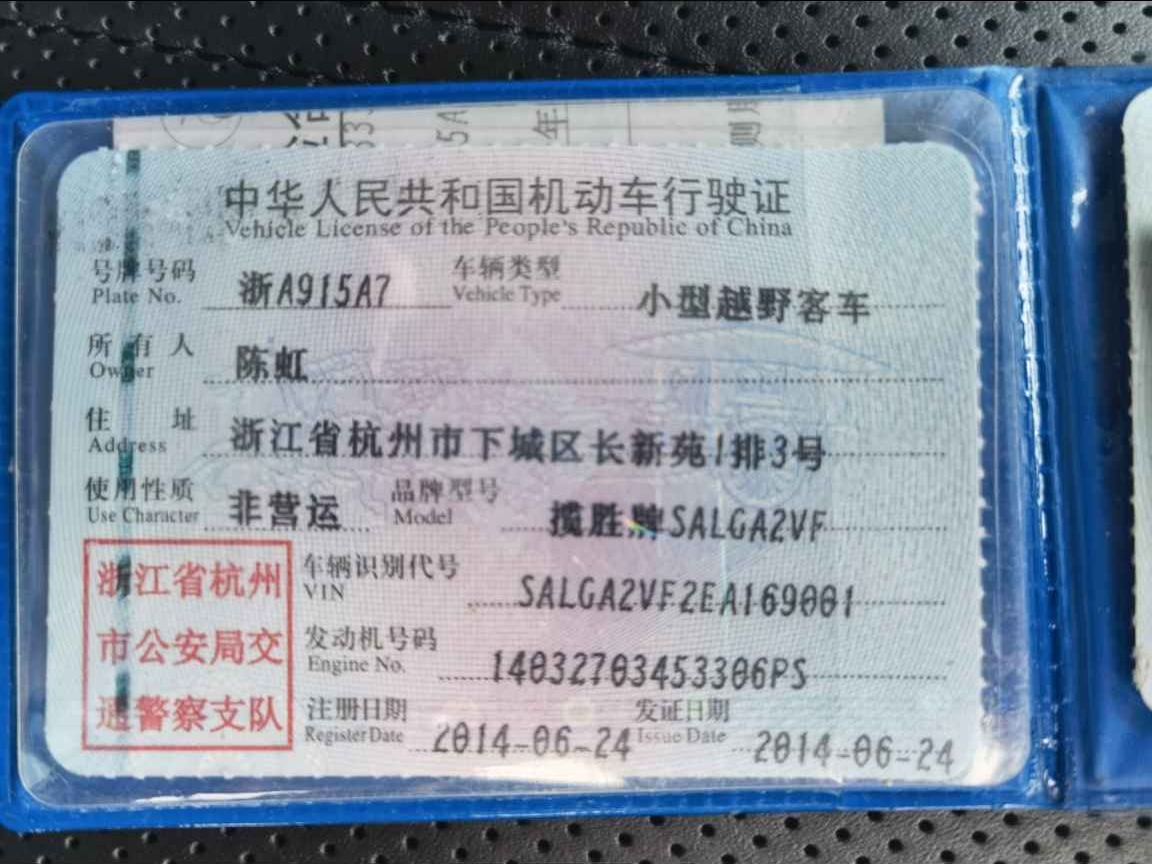 中华人民共和国机动车行驶证
Vehicle License of the People's Republic of China
号牌号码 浙A915A7 车辆类型 小型越野客车
Plate No. Vehicle Type
所有人 陈虹
Owner
住址 浙江省杭州市下城区长新苑1排3号
Address
使用性质 非营运 品牌型号 揽胜牌SALGA2VF
Use Character Model
浙江省杭州
市公安局交
通警察支队
车辆识别代号 SALGA2VF2EA169001
VIN
发动机号码 14032703453306PS
Engine No.
注册日期 2014-06-24 发证日期 2014-06-24
Register Date Issue Date